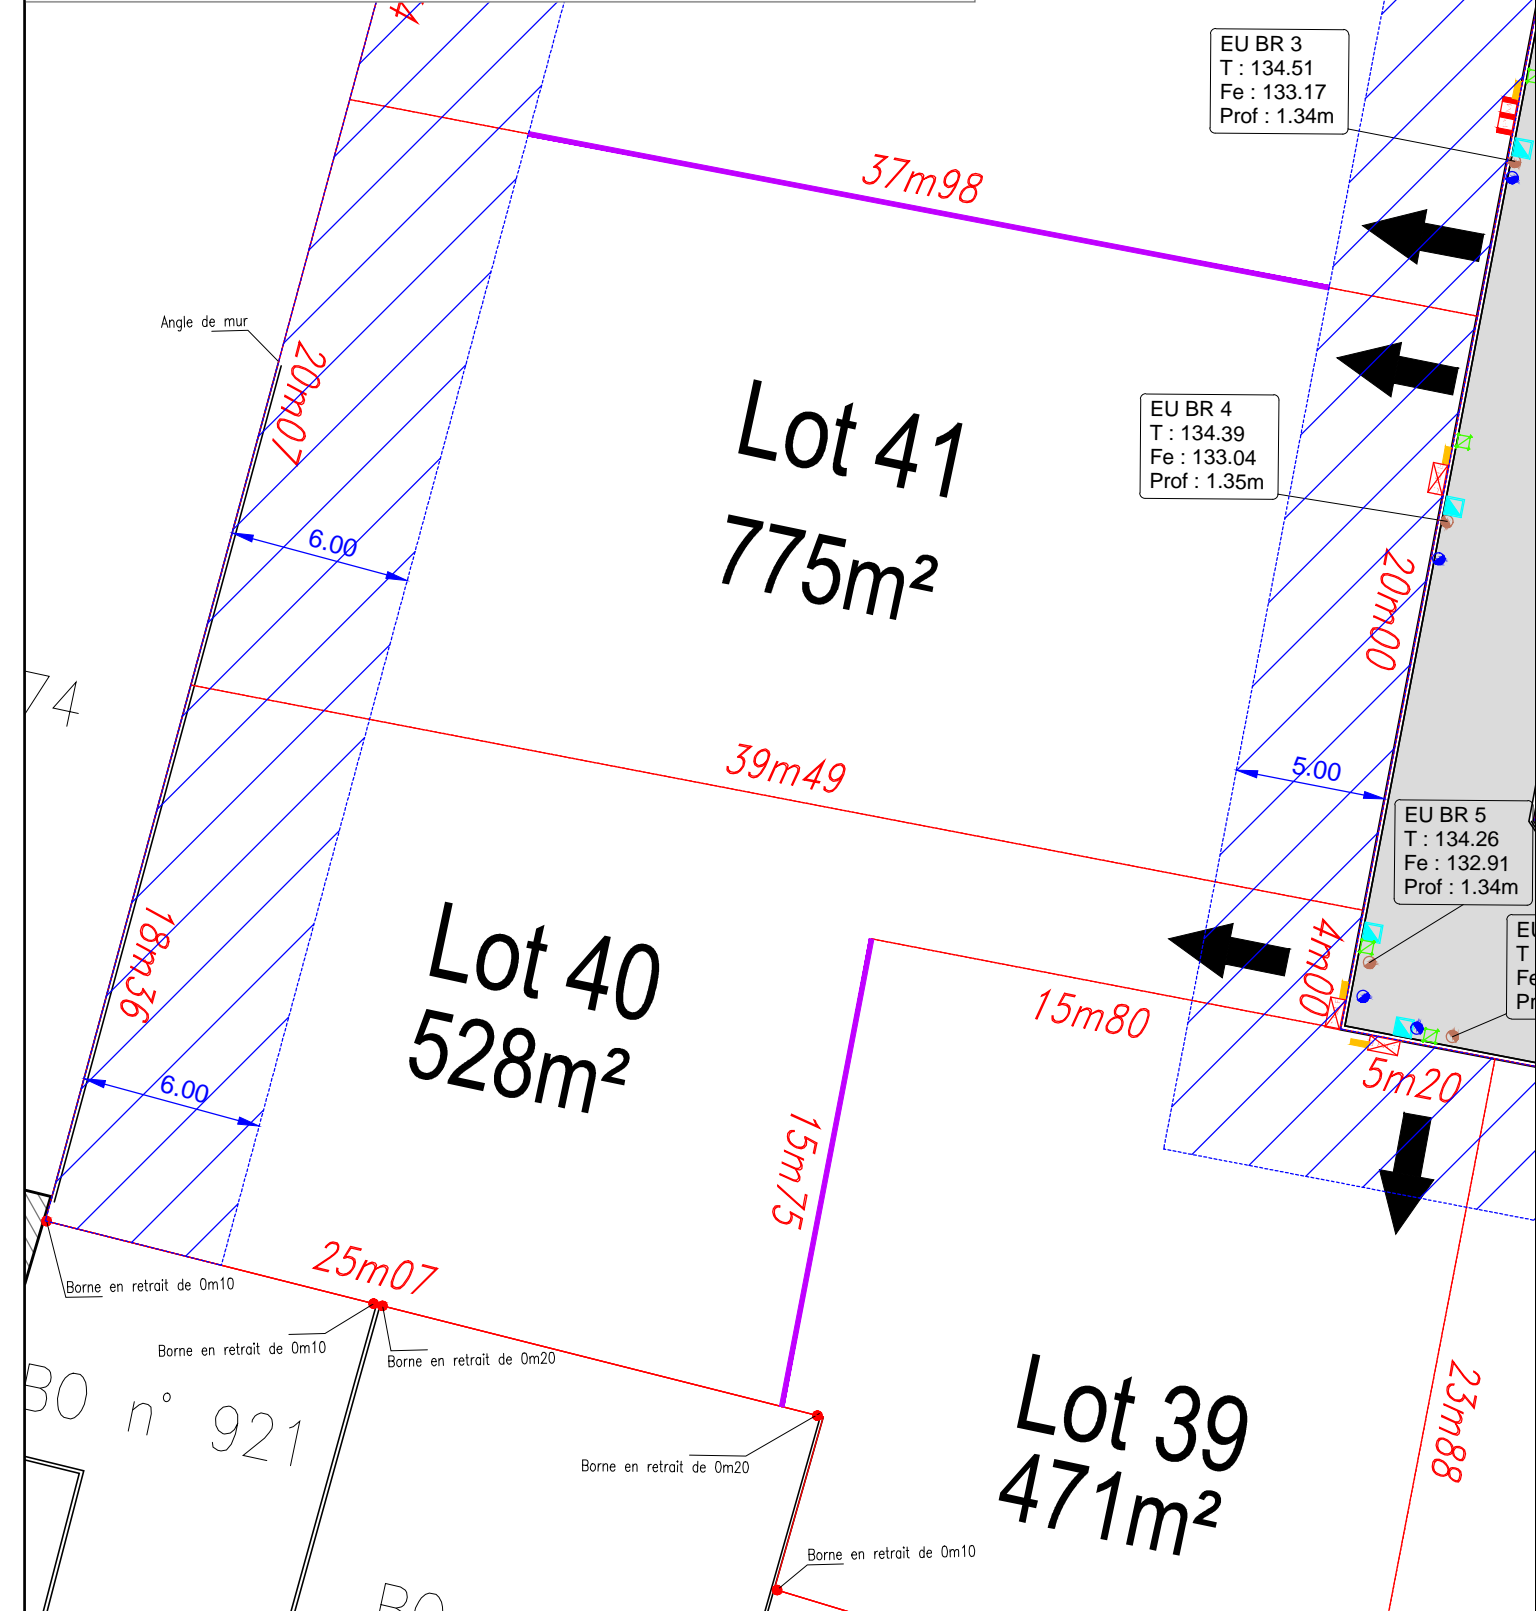 EU BR 3
T : 134.51
Fe : 133.17
Prof : 1.34m
37m98
Angle de mur
20m07
Lot 41
775m²
EU BR 4
T : 134.39
Fe : 133.04
Prof : 1.35m
6.00
20m00
74
39m49
5.00
EU BR 5
T : 134.26
Fe : 132.91
Prof : 1.34m
18m36
Lot 40
528m²
4m00
15m80
5m20
6.00
15m75
25m07
Borne en retrait de 0m10
Borne en retrait de 0m10
Borne en retrait de 0m20
BO n° 921
Lot 39
471m²
23m88
Borne en retrait de 0m20
Borne en retrait de 0m10